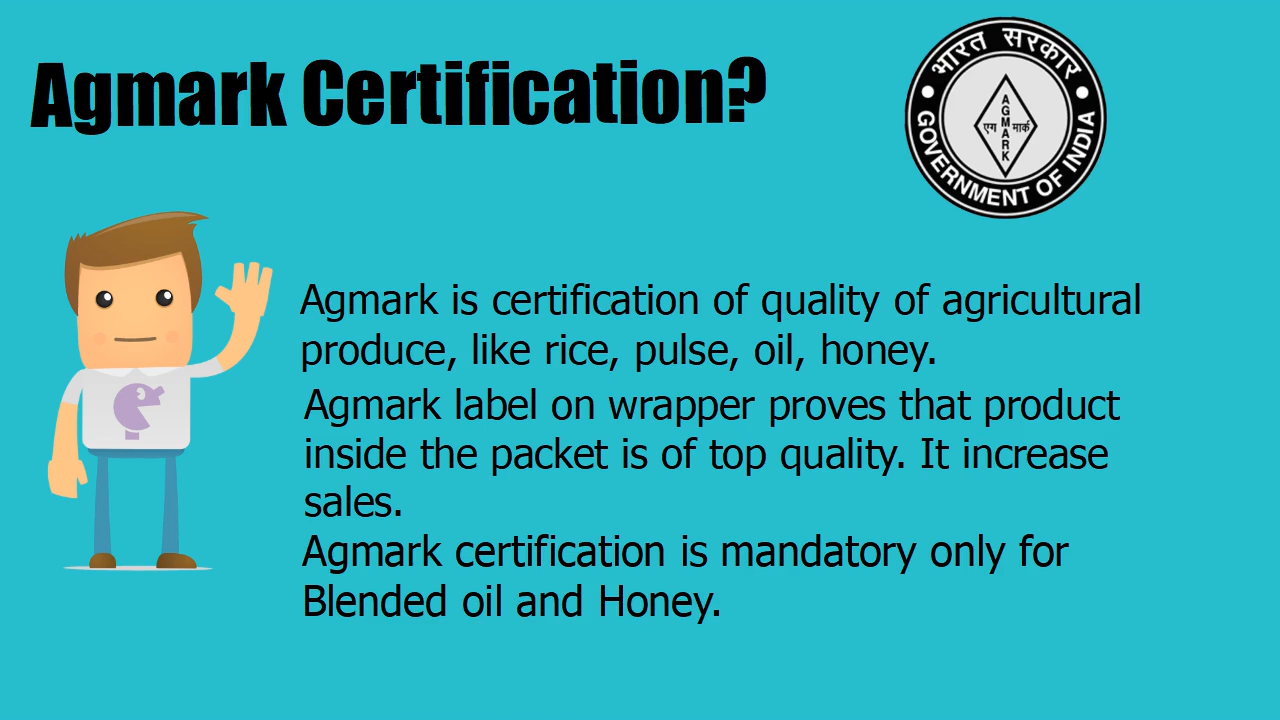 Agmark Certification?
भारत सरकार
AGMARK
एग मार्क
GOVERNMENT OF INDIA
Agmark is certification of quality of agricultural
produce, like rice, pulse, oil, honey.
Agmark label on wrapper proves that product
inside the packet is of top quality. It increase
sales.
Agmark certification is mandatory only for
Blended oil and Honey.